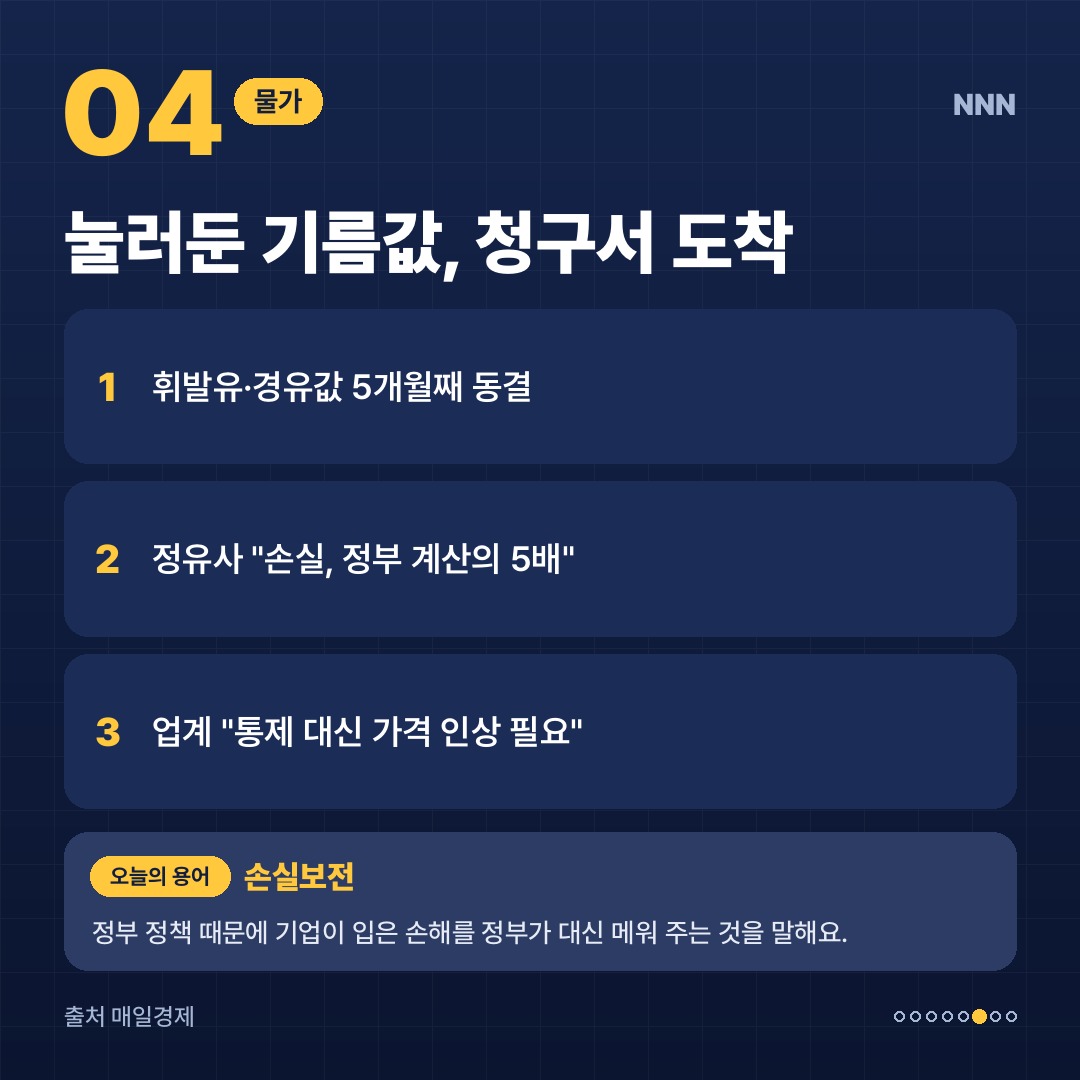 04 물가
NNN
눌러둔 기름값, 청구서 도착
1 휘발유·경유값 5개월째 동결
2 정유사 "손실, 정부 계산의 5배"
3 업계 "통제 대신 가격 인상 필요"
오늘의 용어 손실보전
정부 정책 때문에 기업이 입은 손해를 정부가 대신 메워 주는 것을 말해요.
출처 매일경제